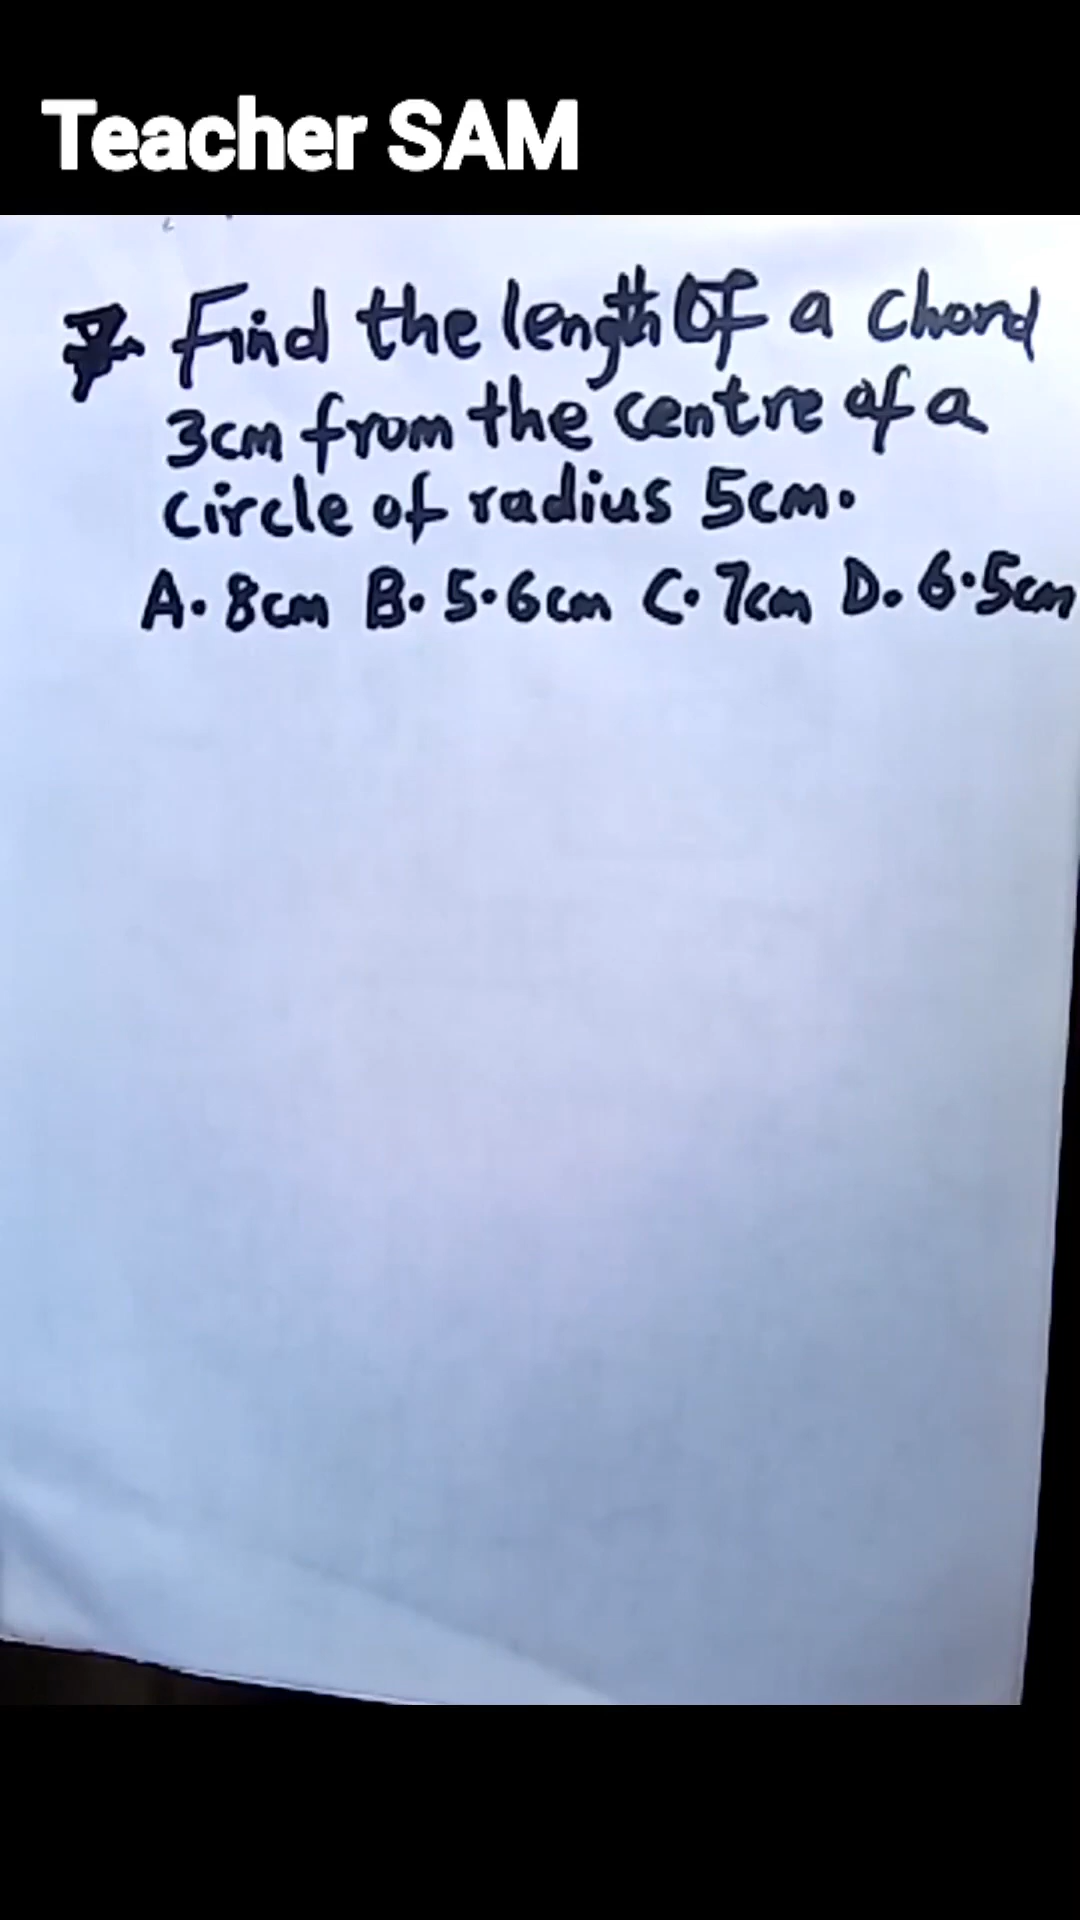 Teacher SAM
Find the length of a chord
3cm from the centre of a
circle of radius 5cm.
A. 8cm B. 5.6cm C. 7cm D. 6.5cm